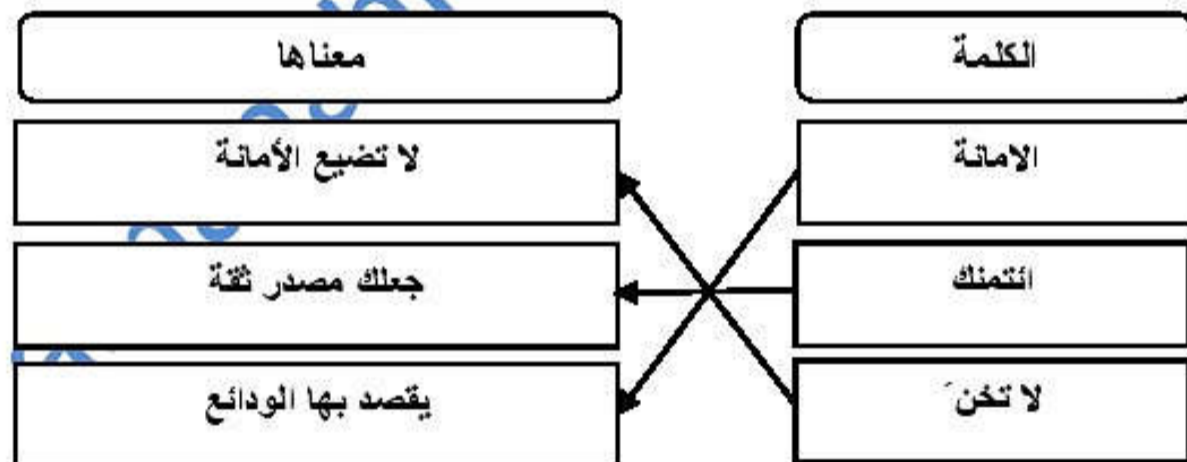 الكلمة
معناها
الامانة
لا تضيع الأمانة
ائتمنك
جعلك مصدر ثقة
لا تخنَ
يقصد بها الودائع